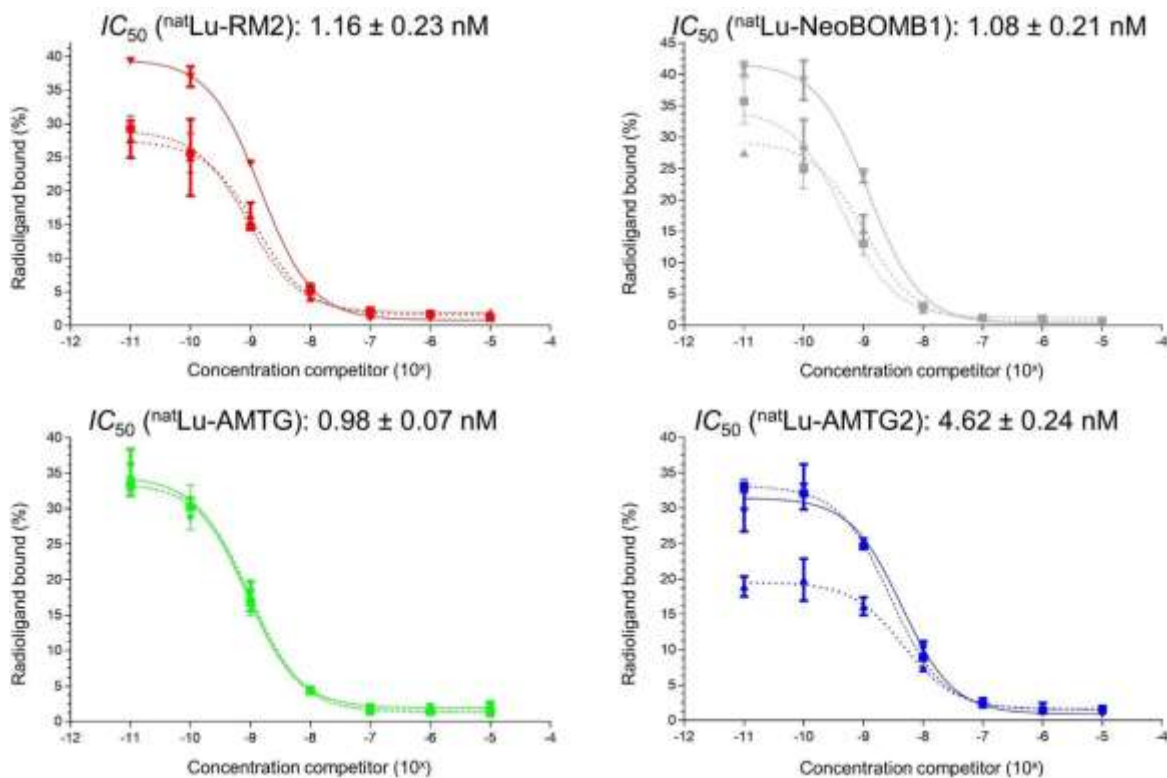 IC50 (natLu-RM2): 1.16 ± 0.23 nM
40
35
30
25
20
15
10
5
0
Radioligand bound (%)
-12 -11 -10 -9 -8 -7 -6 -5 -4
Concentration competitor (10ˣ)
IC50 (natLu-NeoBOMB1): 1.08 ± 0.21 nM
45
40
35
30
25
20
15
10
5
0
Radioligand bound (%)
-12 -11 -10 -9 -8 -7 -6 -5 -4
Concentration competitor (10ˣ)
IC50 (natLu-AMTG): 0.98 ± 0.07 nM
40
35
30
25
20
15
10
5
0
Radioligand bound (%)
-12 -11 -10 -9 -8 -7 -6 -5 -4
Concentration competitor (10ˣ)
IC50 (natLu-AMTG2): 4.62 ± 0.24 nM
40
35
30
25
20
15
10
5
0
Radioligand bound (%)
-12 -11 -10 -9 -8 -7 -6 -5 -4
Concentration competitor (10ˣ)